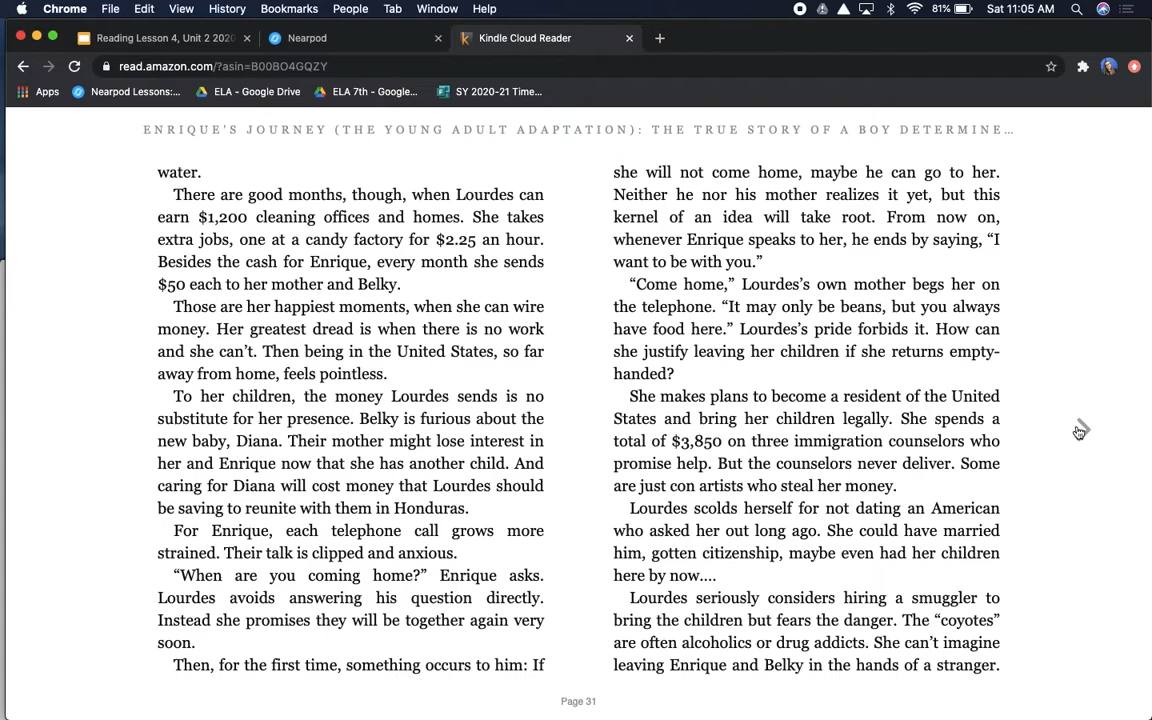 Chrome File Edit View History Bookmarks People Tab Window Help 81% Sat 11:05 AM
Reading Lesson 4, Unit 2 2020 Nearpod Kindle Cloud Reader
read.amazon.com/?asin=B00BO4GQZY
Apps Nearpod Lessons:... ELA - Google Drive ELA 7th - Google... SY 2020-21 Time...
ENRIQUE'S JOURNEY (THE YOUNG ADULT ADAPTATION): THE TRUE STORY OF A BOY DETERMINE...
water.
There are good months, though, when Lourdes can
earn $1,200 cleaning offices and homes. She takes
extra jobs, one at a candy factory for $2.25 an hour.
Besides the cash for Enrique, every month she sends
$50 each to her mother and Belky.
Those are her happiest moments, when she can wire
money. Her greatest dread is when there is no work
and she can’t. Then being in the United States, so far
away from home, feels pointless.
To her children, the money Lourdes sends is no
substitute for her presence. Belky is furious about the
new baby, Diana. Their mother might lose interest in
her and Enrique now that she has another child. And
caring for Diana will cost money that Lourdes should
be saving to reunite with them in Honduras.
For Enrique, each telephone call grows more
strained. Their talk is clipped and anxious.
“When are you coming home?” Enrique asks.
Lourdes avoids answering his question directly.
Instead she promises they will be together again very
soon.
Then, for the first time, something occurs to him: If
she will not come home, maybe he can go to her.
Neither he nor his mother realizes it yet, but this
kernel of an idea will take root. From now on,
whenever Enrique speaks to her, he ends by saying, “I
want to be with you.”
“Come home,” Lourdes’s own mother begs her on
the telephone. “It may only be beans, but you always
have food here.” Lourdes’s pride forbids it. How can
she justify leaving her children if she returns empty-
handed?
She makes plans to become a resident of the United
States and bring her children legally. She spends a
total of $3,850 on three immigration counselors who
promise help. But the counselors never deliver. Some
are just con artists who steal her money.
Lourdes scolds herself for not dating an American
who asked her out long ago. She could have married
him, gotten citizenship, maybe even had her children
here by now....
Lourdes seriously considers hiring a smuggler to
bring the children but fears the danger. The “coyotes”
are often alcoholics or drug addicts. She can’t imagine
leaving Enrique and Belky in the hands of a stranger.
Page 31